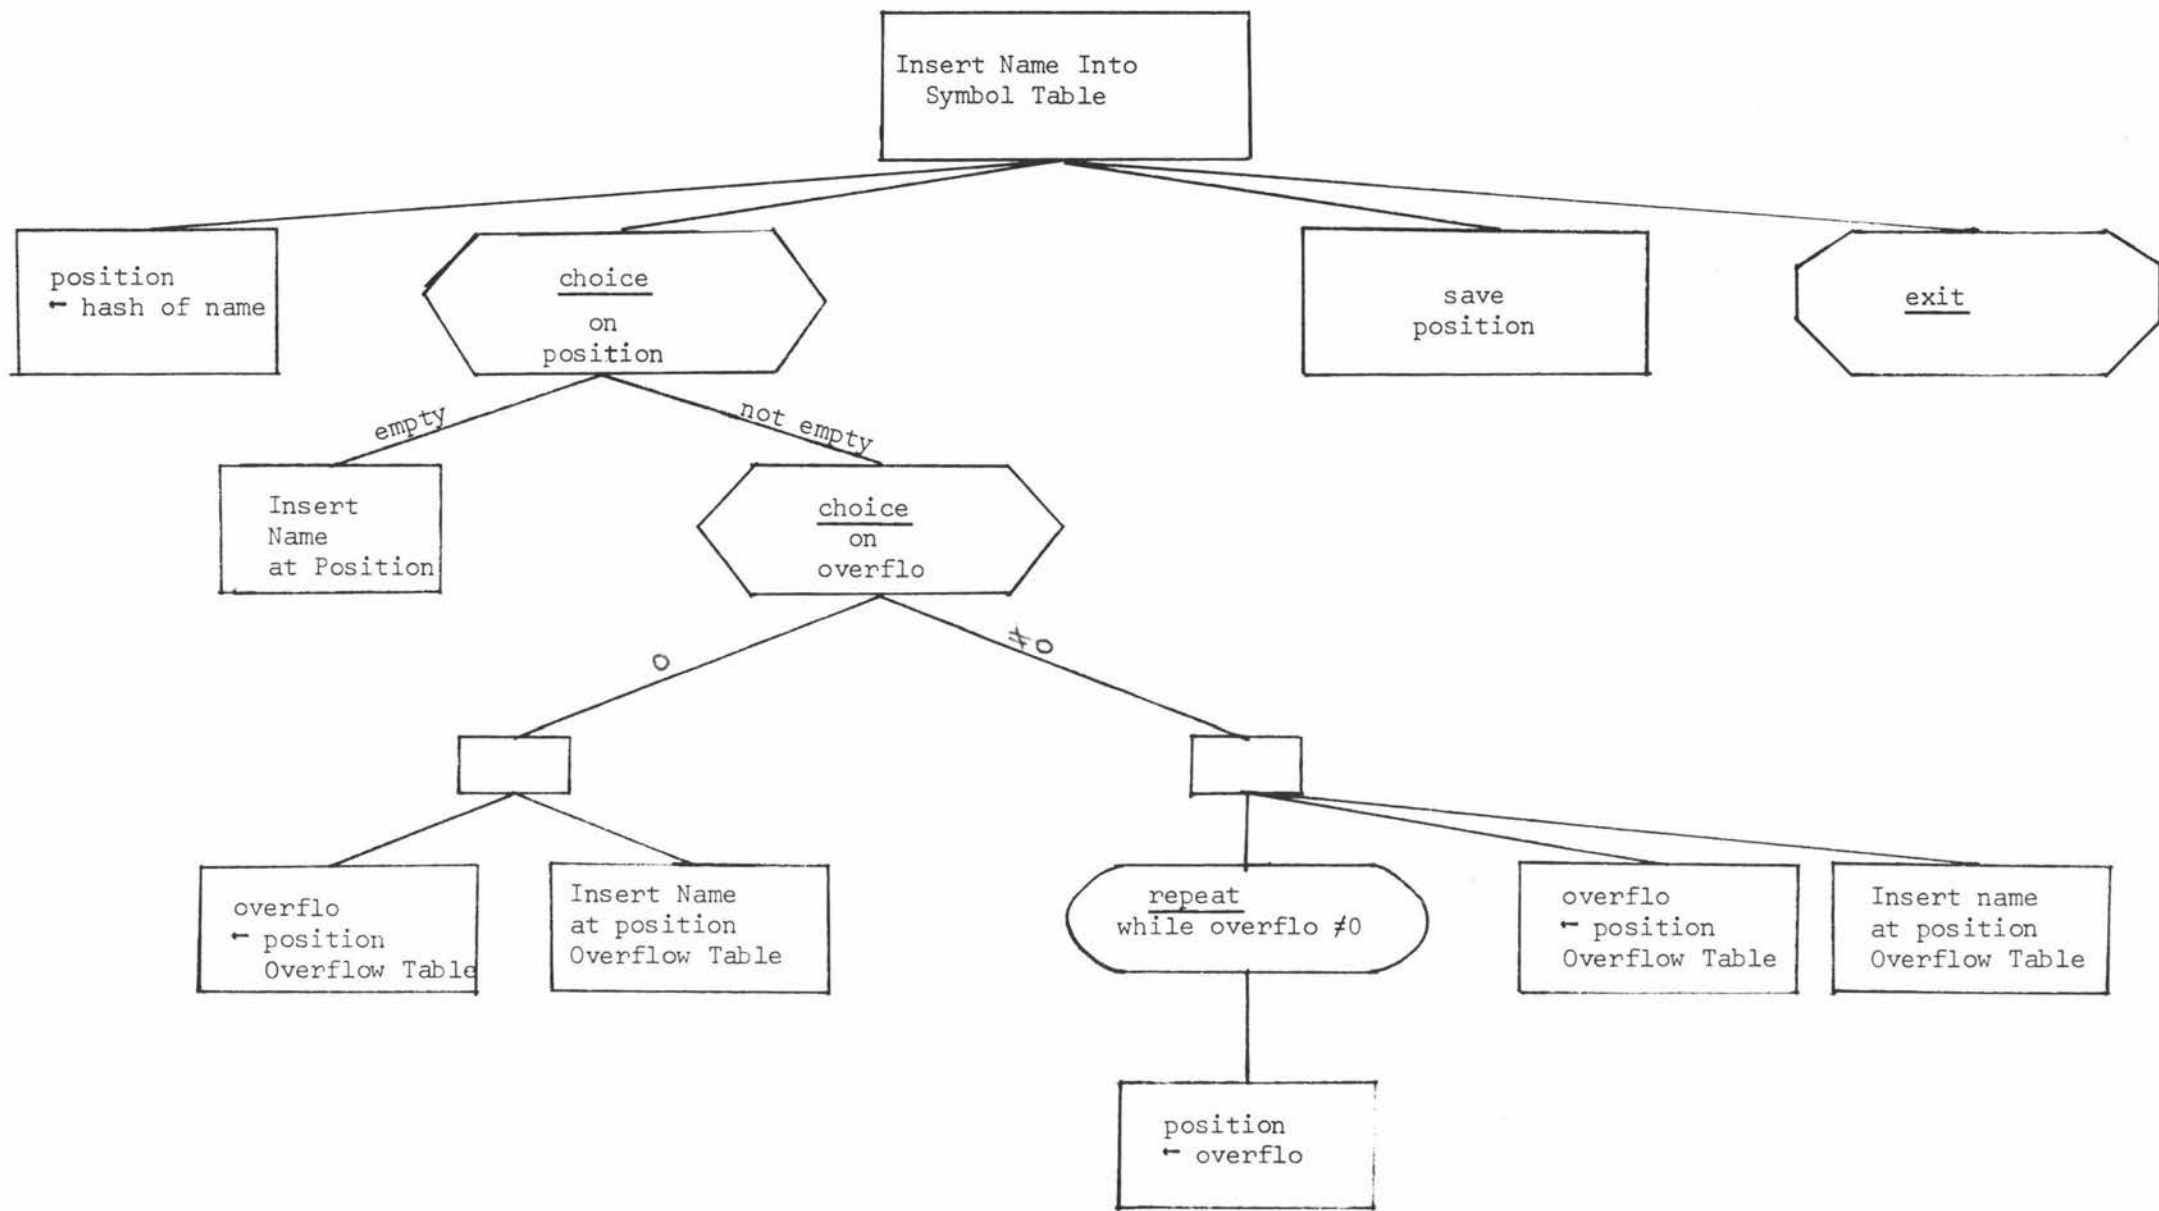 Insert Name Into
Symbol Table
position
← hash of name
choice
on
position
save
position
exit
empty
not empty
Insert
Name
at Position
choice
on
overflo
0
≠0
overflo
← position
Overflow Table
Insert Name
at position
Overflow Table
repeat
while overflo ≠0
overflo
← position
Overflow Table
Insert name
at position
Overflow Table
position
← overflo